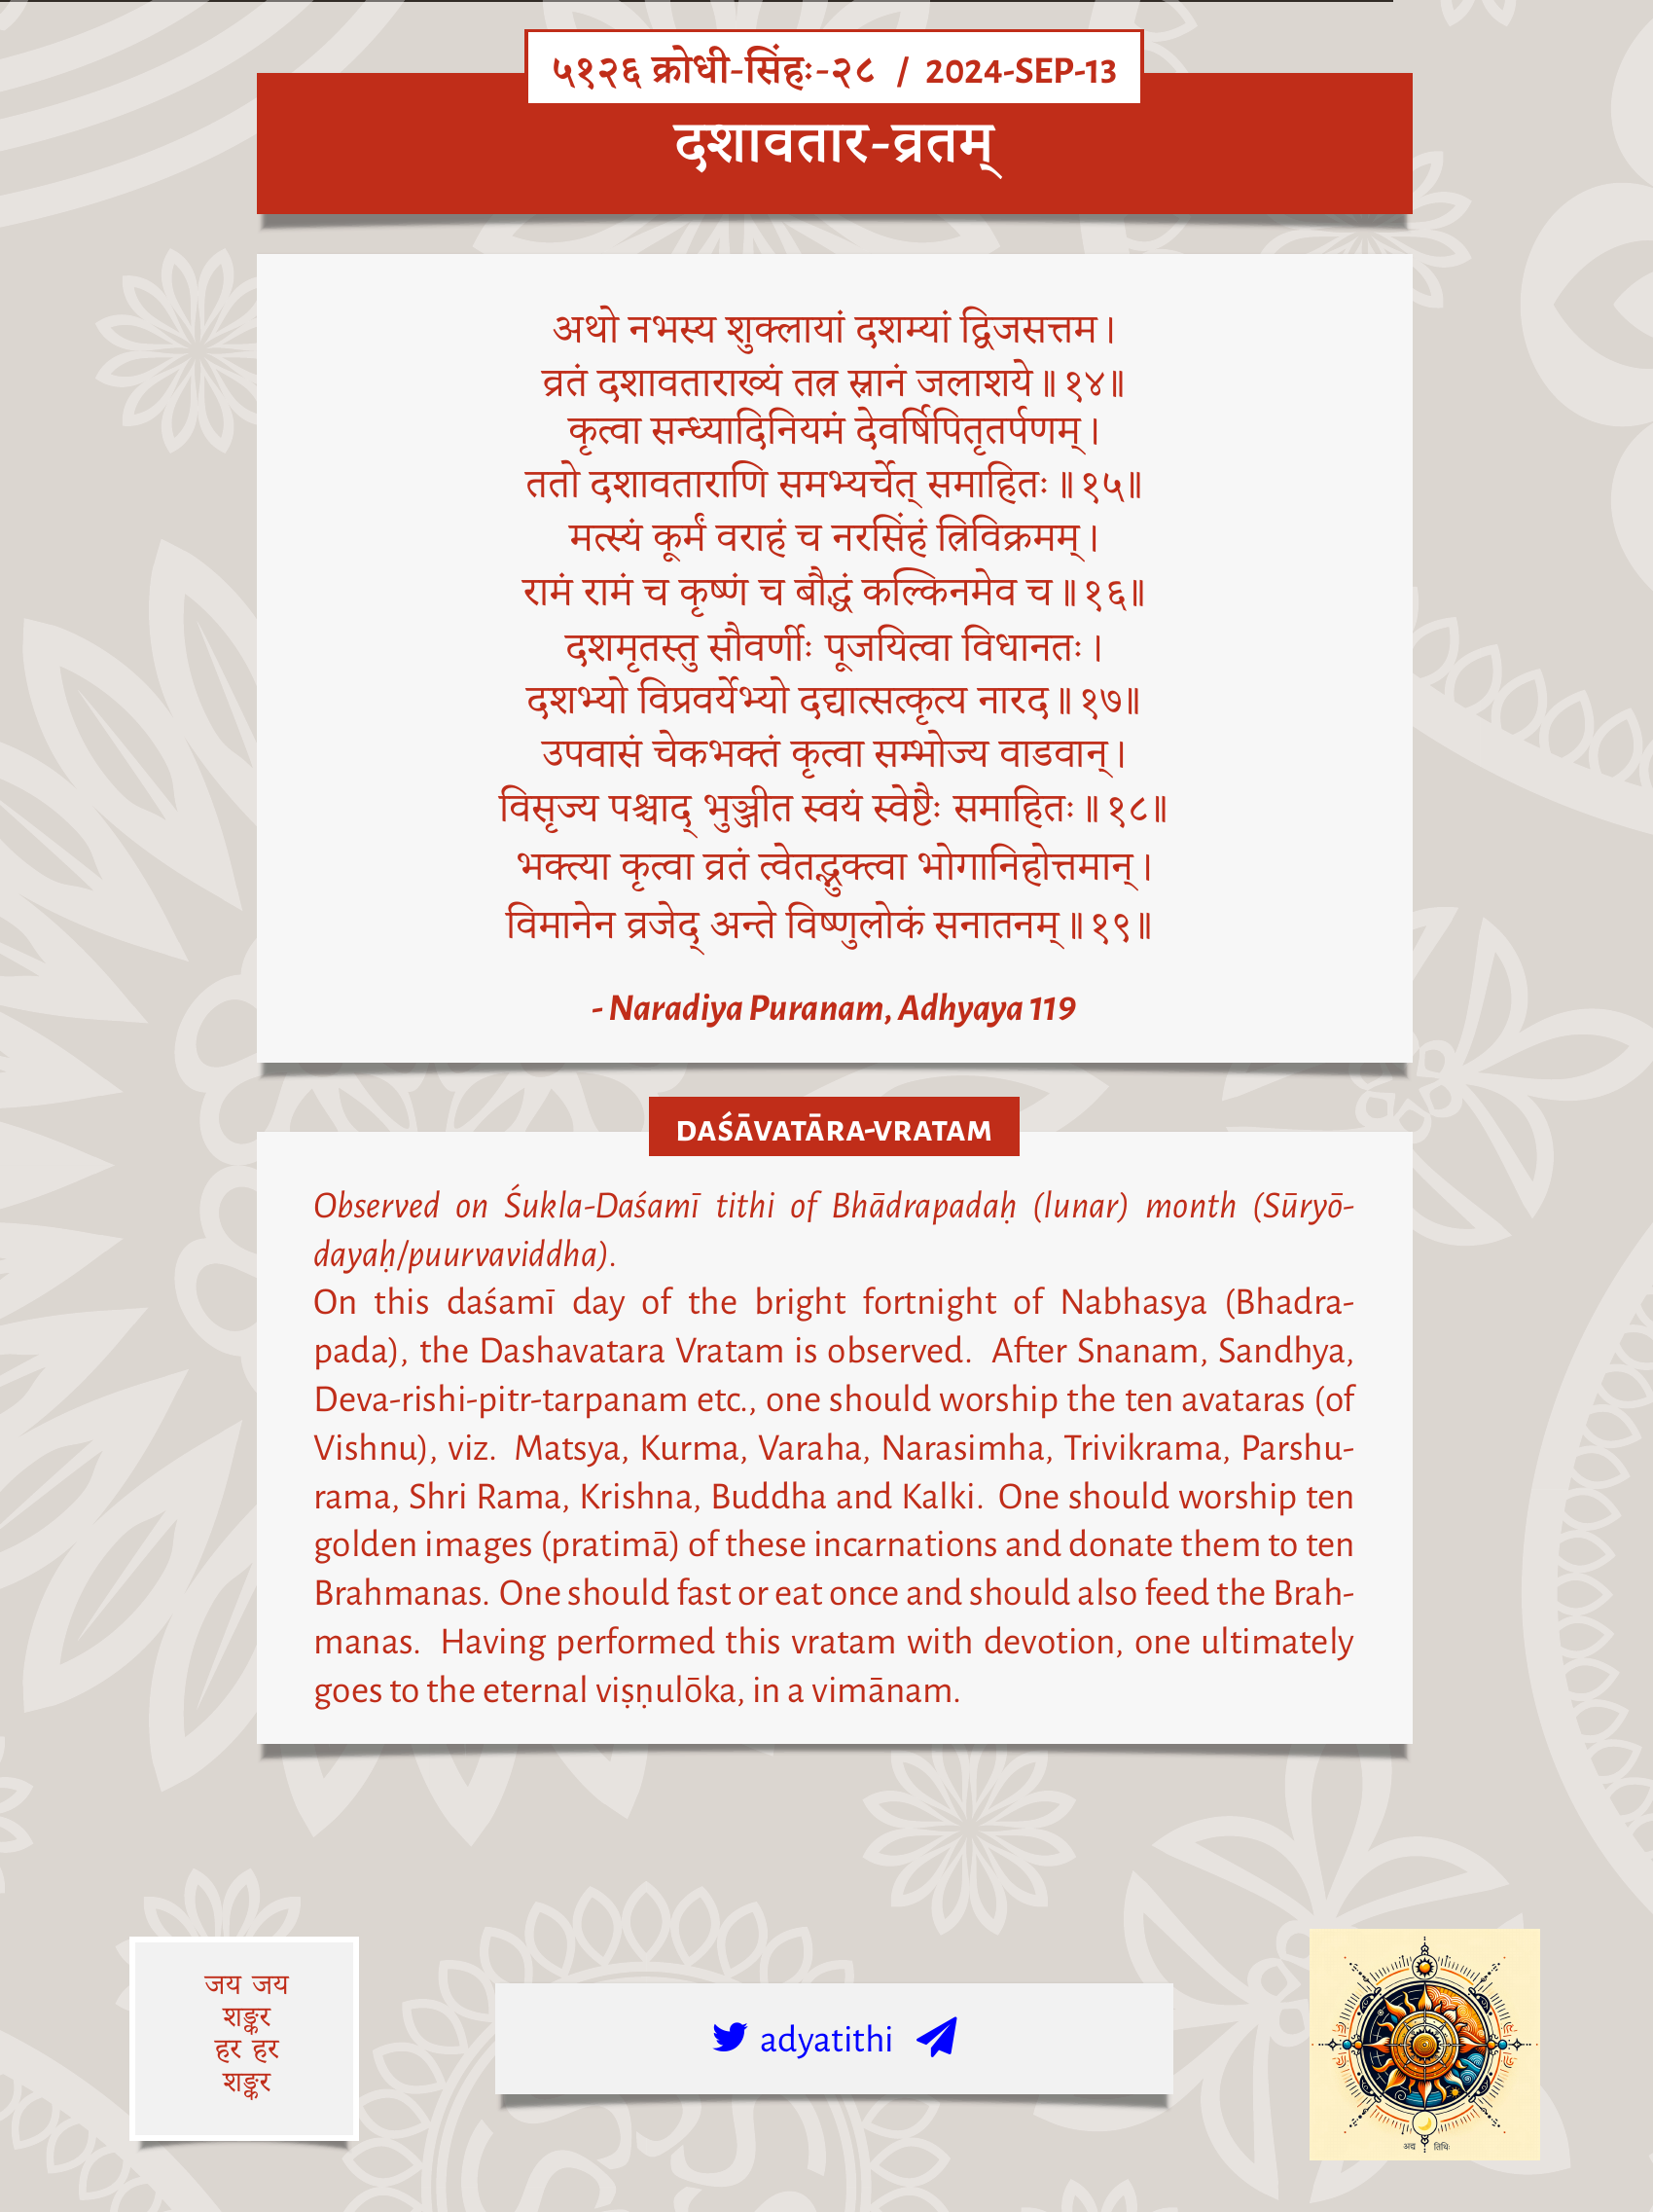 ५१२६ क्रोधी-सिंहः-२८ / 2024-SEP-13
दशावतार-व्रतम्
अथो नभस्य शुक्लायां दशम्यां द्विजसत्तम।
व्रतं दशावताराख्यं तत्र स्नानं जलाशये॥१४॥
कृत्वा सन्ध्यादिनियमं देवर्षिपितृतर्पणम्।
ततो दशावताराणि समभ्यर्चेत् समाहितः॥१५॥
मत्स्यं कूर्मं वराहं च नरसिंहं त्रिविक्रमम्।
रामं रामं च कृष्णं च बौद्धं कल्किनमेव च॥१६॥
दशमृतस्तु सौवर्णीः पूजयित्वा विधानतः।
दशभ्यो विप्रवर्येभ्यो दद्यात्सत्कृत्य नारद॥१७॥
उपवासं चेकभक्तं कृत्वा सम्भोज्य वाडवान्।
विसृज्य पश्चाद् भुञ्जीत स्वयं स्वेष्टैः समाहितः॥१८॥
भक्त्या कृत्वा व्रतं त्वेतद्भुक्त्वा भोगानिहोत्तमान्।
विमानेन व्रजेद् अन्ते विष्णुलोकं सनातनम्॥१९॥
- Naradiya Puranam, Adhyaya 119
DAŚĀVATĀRA-VRATAM
Observed on Śukla-Daśamī tithi of Bhādrapadaḥ (lunar) month (Sūryō-
dayaḥ/puurvaviddha).
On this daśamī day of the bright fortnight of Nabhasya (Bhadra-
pada), the Dashavatara Vratam is observed. After Snanam, Sandhya,
Deva-rishi-pitr-tarpanam etc., one should worship the ten avataras (of
Vishnu), viz. Matsya, Kurma, Varaha, Narasimha, Trivikrama, Parshu-
rama, Shri Rama, Krishna, Buddha and Kalki. One should worship ten
golden images (pratimā) of these incarnations and donate them to ten
Brahmanas. One should fast or eat once and should also feed the Brah-
manas. Having performed this vratam with devotion, one ultimately
goes to the eternal viṣṇulōka, in a vimānam.
जय जय
शङ्कर
हर हर
शङ्कर
adyatithi
अद्य तिथिः